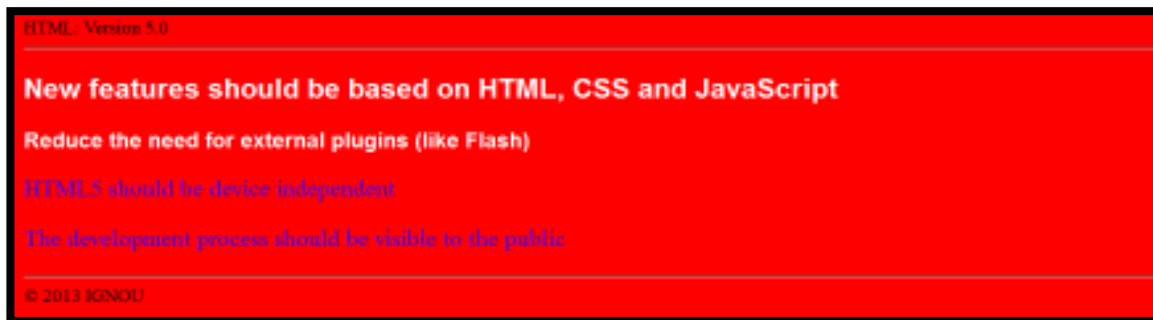 HTML: Version 5.0
New features should be based on HTML, CSS and JavaScript
Reduce the need for external plugins (like Flash)
HTML5 should be device independent
The development process should be visible to the public
© 2013 IGNOU